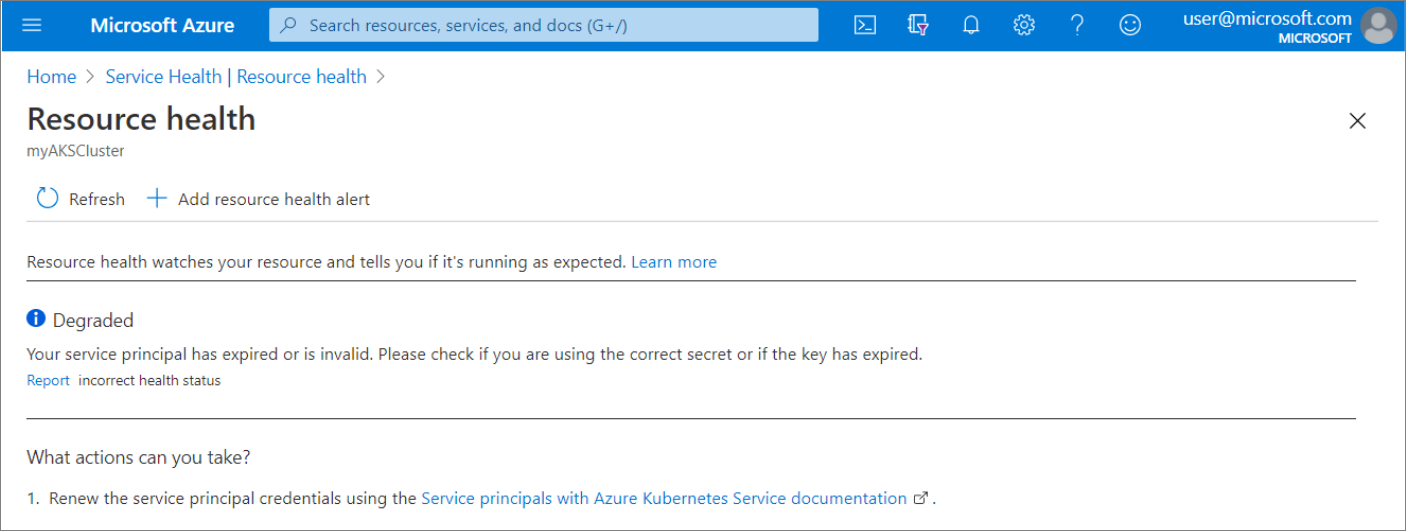 Microsoft Azure Search resources, services, and docs (G+/) user@microsoft.com
MICROSOFT
Home > Service Health | Resource health >
Resource health
myAKSCluster
Refresh Add resource health alert
Resource health watches your resource and tells you if it's running as expected. Learn more
Degraded
Your service principal has expired or is invalid. Please check if you are using the correct secret or if the key has expired.
Report incorrect health status
What actions can you take?
1. Renew the service principal credentials using the Service principals with Azure Kubernetes Service documentation .